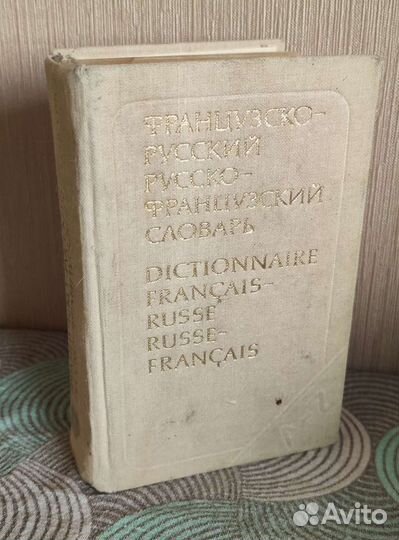 ФРАНЦУЗСКО-
РУССКИЙ
РУССКО-
ФРАНЦУЗСКИЙ
СЛОВАРЬ
DICTIONNAIRE
FRANÇAIS-
RUSSE
RUSSE-
FRANÇAIS
Avito